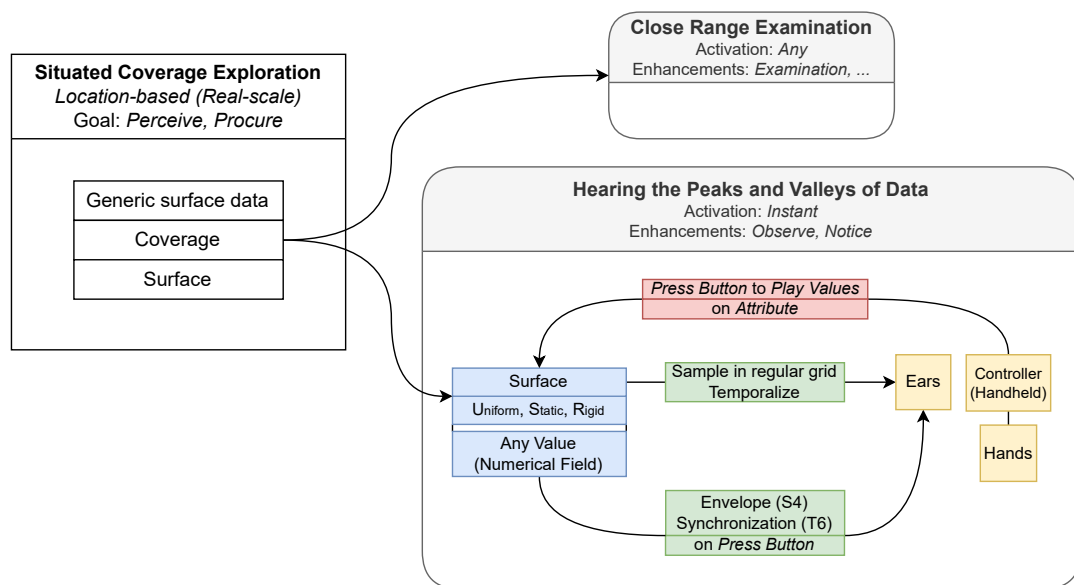 Situated Coverage Exploration
Location-based (Real-scale)
Goal: Perceive, Procure
Generic surface data
Coverage
Surface
Close Range Examination
Activation: Any
Enhancements: Examination, ...
Hearing the Peaks and Valleys of Data
Activation: Instant
Enhancements: Observe, Notice
Press Button to Play Values
on Attribute
Surface
Uniform, Static, Rigid
Any Value
(Numerical Field)
Sample in regular grid
Temporalize
Ears
Controller
(Handheld)
Hands
Envelope (S4)
Synchronization (T6)
on Press Button